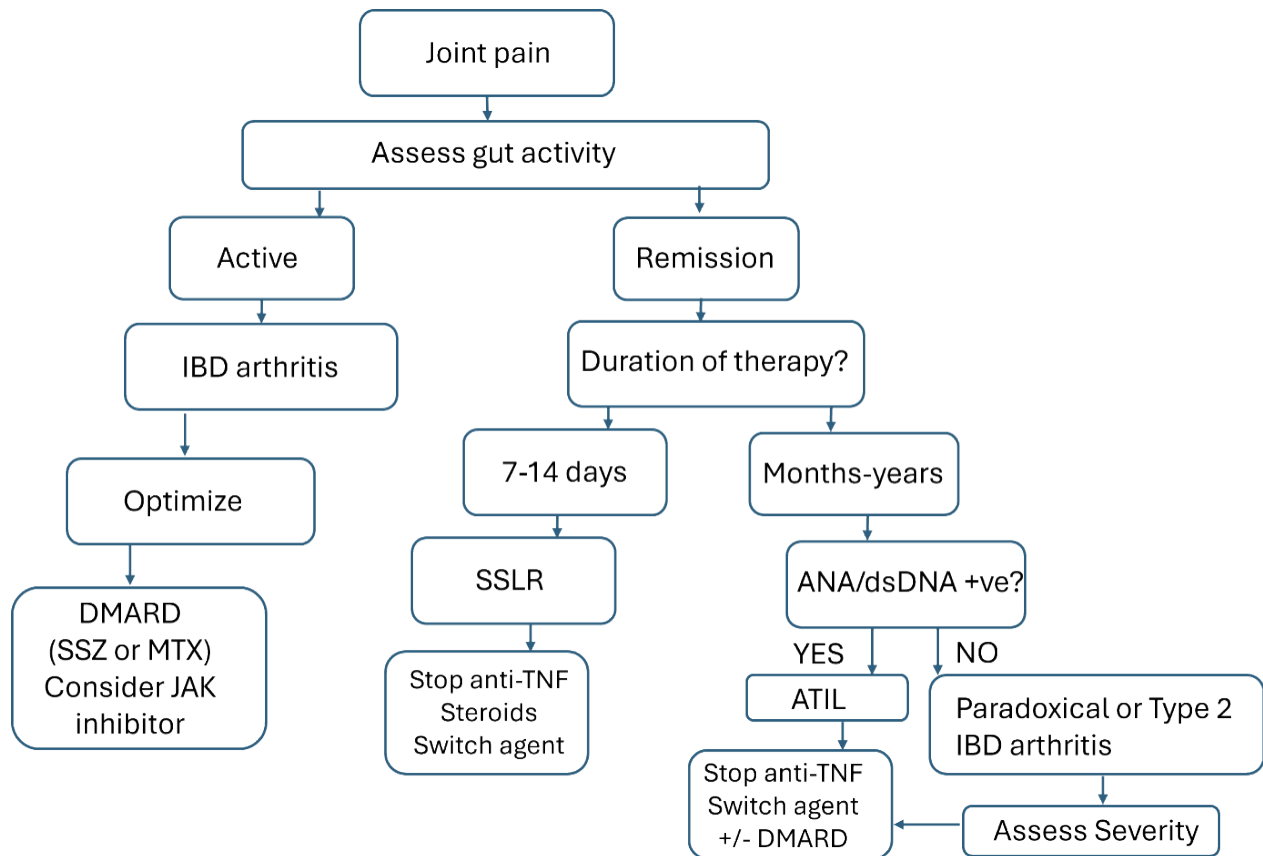 Joint pain
Assess gut activity
Active
Remission
IBD arthritis
Duration of therapy?
Optimize
7-14 days
Months-years
DMARD
(SSZ or MTX)
Consider JAK
inhibitor
SSLR
ANA/dsDNA +ve?
YES
NO
Stop anti-TNF
Steroids
Switch agent
ATIL
Paradoxical or Type 2
IBD arthritis
Stop anti-TNF
Switch agent
+/- DMARD
Assess Severity